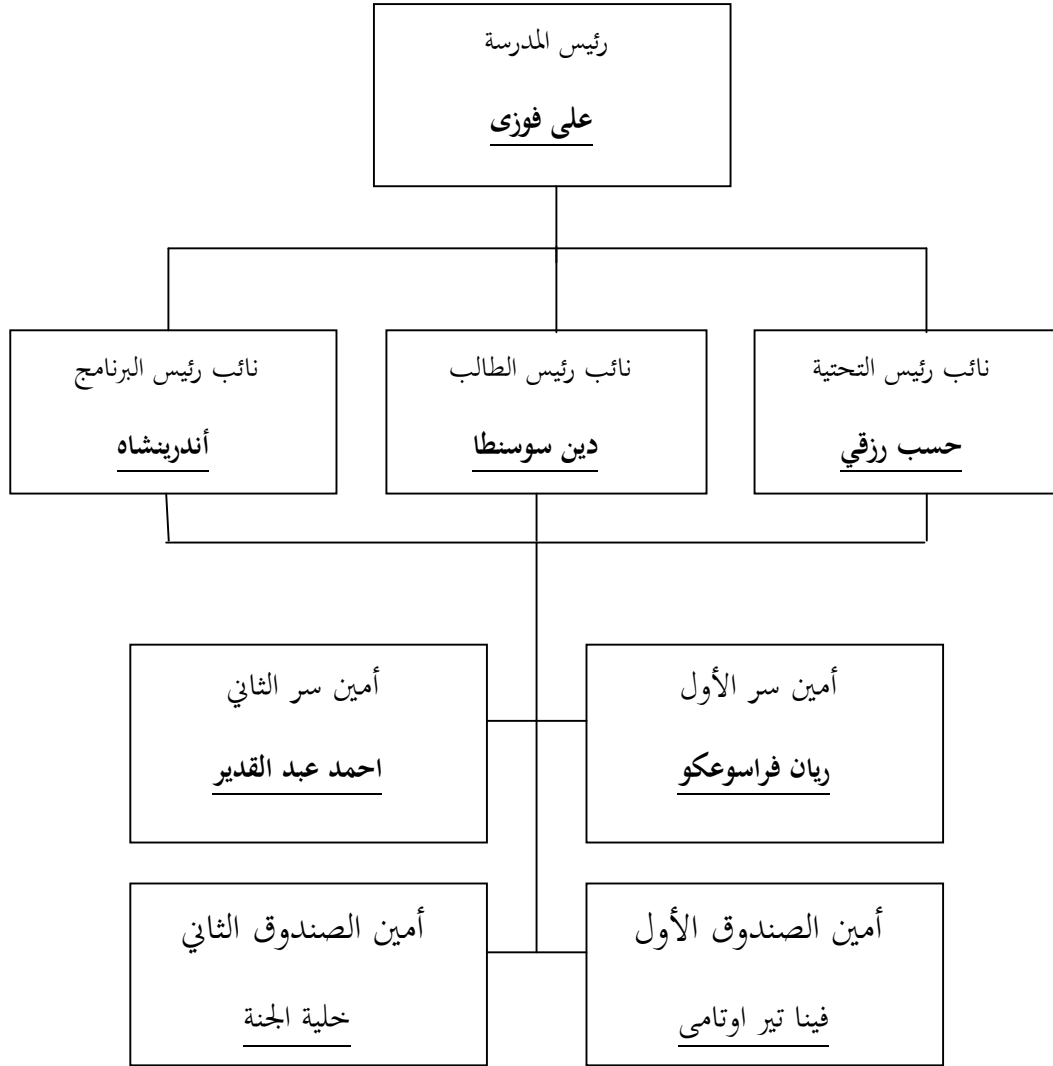 رئيس المدرسة
على فوزى
نائب رئيس التحتية
حسب رزقي
نائب رئيس الطالب
دين سوسنطا
نائب رئيس البرنامج
أندرينشاه
أمين سر الأول
ريان فراسوعكو
أمين سر الثاني
احمد عبد القدير
أمين الصندوق الأول
فينا تير اوتامى
أمين الصندوق الثاني
خلية الجنة